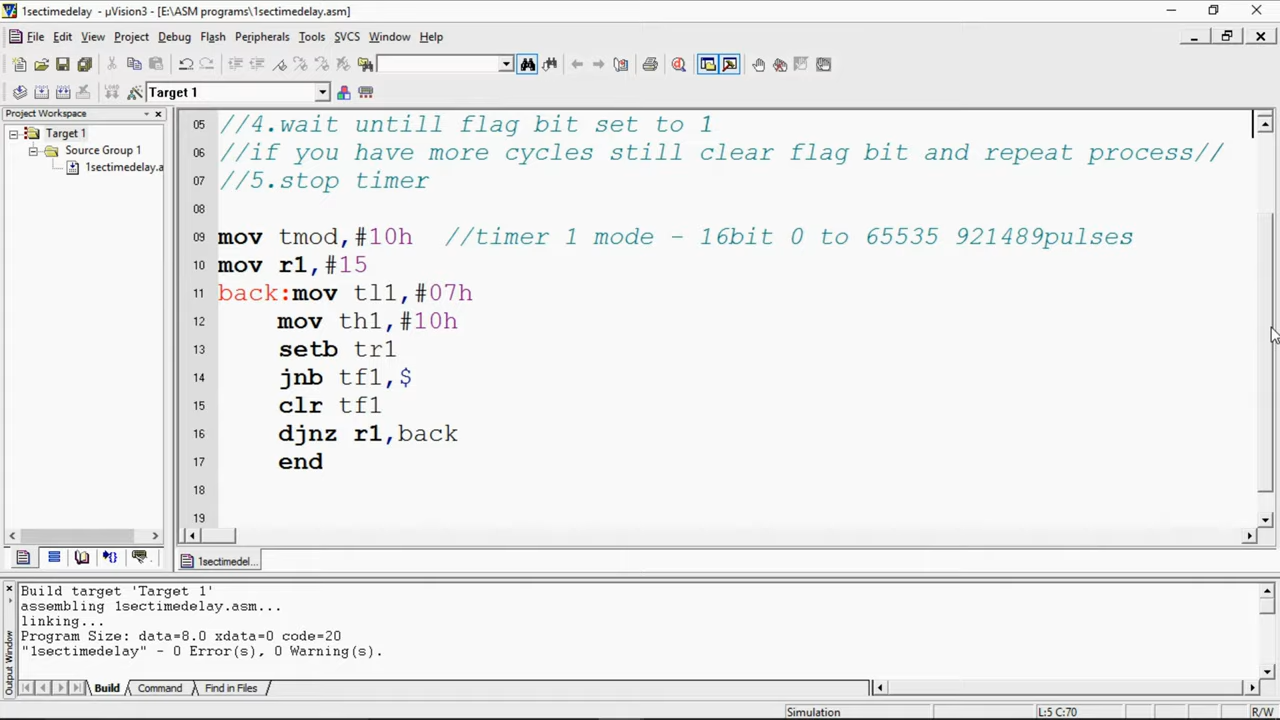 1sectimedelay - µVision3 - [E:\ASM programs\1sectimedelay.asm]
File Edit View Project Debug Flash Peripherals Tools SVCS Window Help
Target 1
Project Workspace
Target 1
Source Group 1
1sectimedelay.a
05 //4.wait untill flag bit set to 1
06 //if you have more cycles still clear flag bit and repeat process//
07 //5.stop timer
08
09 mov tmod,#10h //timer 1 mode - 16bit 0 to 65535 921489pulses
10 mov r1,#15
11 back:mov tl1,#07h
12 mov th1,#10h
13 setb tr1
14 jnb tf1,$
15 clr tf1
16 djnz r1,back
17 end
18
19
1sectimedel...
Build target 'Target 1'
assembling 1sectimedelay.asm...
linking...
Program Size: data=8.0 xdata=0 code=20
"1sectimedelay" - 0 Error(s), 0 Warning(s).
Output Window
Build Command Find in Files
Simulation L:5 C:70 R/W